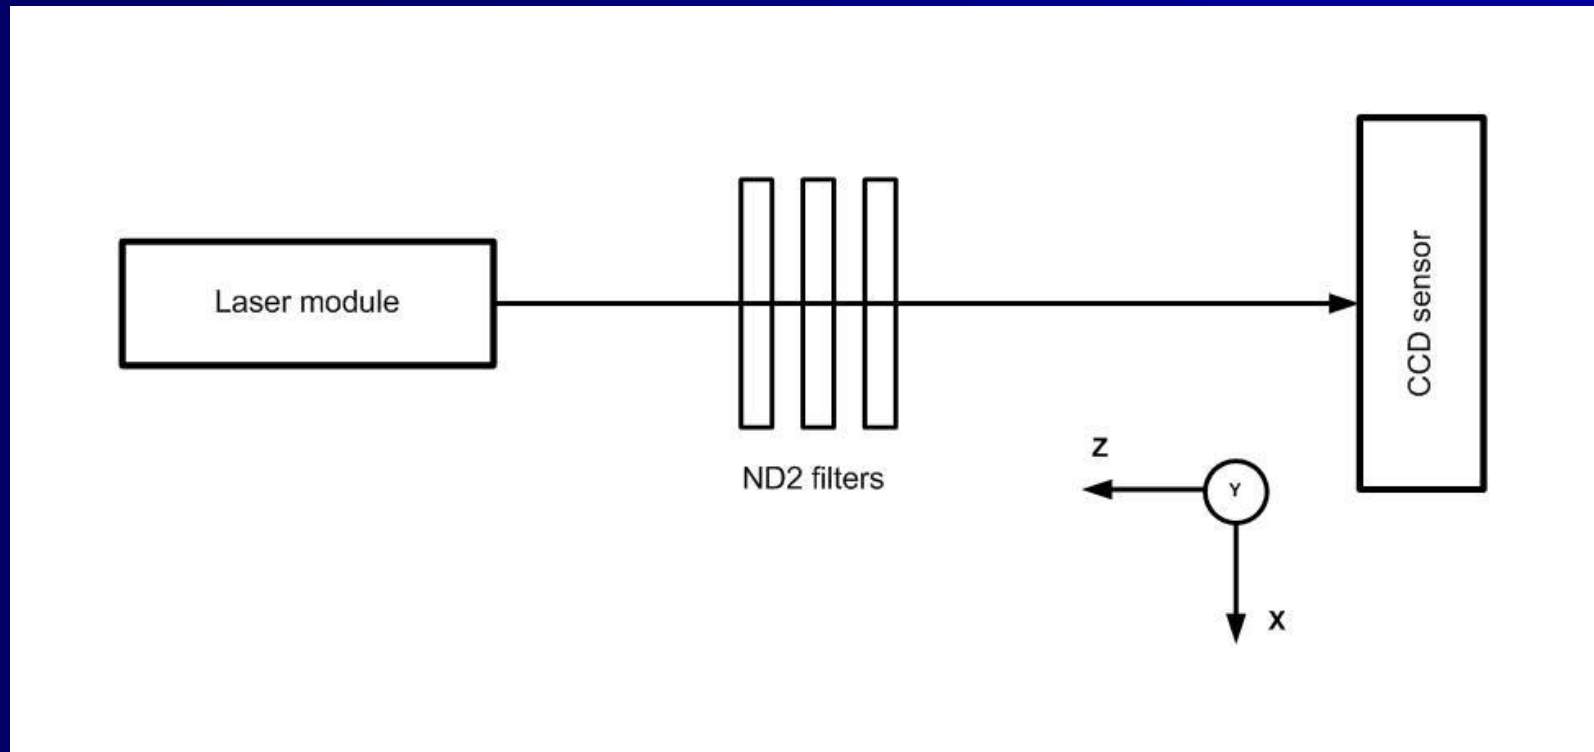 Laser module
CCD sensor
ND2 filters
Z
Y
X